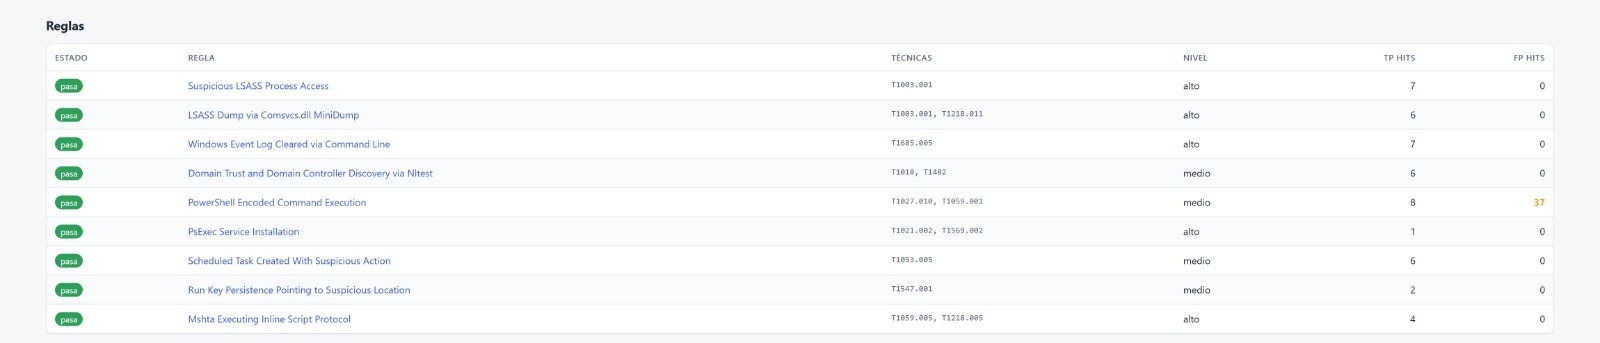 Reglas
ESTADO REGLA TÉCNICAS NIVEL TP HITS FP HITS
pasa Suspicious LSASS Process Access T1003.001 alto 7 0
pasa LSASS Dump via Comsvcs.dll MiniDump T1003.001, T1218.011 alto 6 0
pasa Windows Event Log Cleared via Command Line T1685.005 alto 7 0
pasa Domain Trust and Domain Controller Discovery via Nltest T1018, T1482 medio 6 0
pasa PowerShell Encoded Command Execution T1027.010, T1059.001 medio 8 37
pasa PsExec Service Installation T1021.002, T1569.002 alto 1 0
pasa Scheduled Task Created With Suspicious Action T1053.005 medio 6 0
pasa Run Key Persistence Pointing to Suspicious Location T1547.001 medio 2 0
pasa Mshta Executing Inline Script Protocol T1059.005, T1218.005 alto 4 0